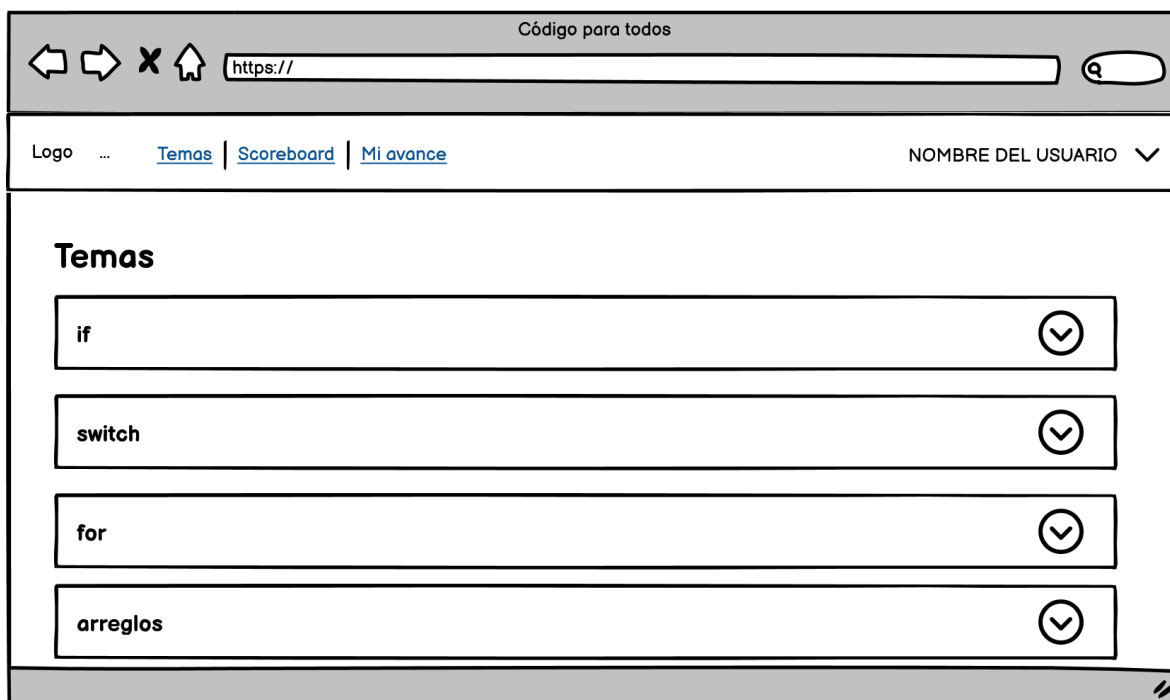 Código para todos
https://
Logo ... Temas | Scoreboard | Mi avance NOMBRE DEL USUARIO
Temas
if
switch
for
arreglos